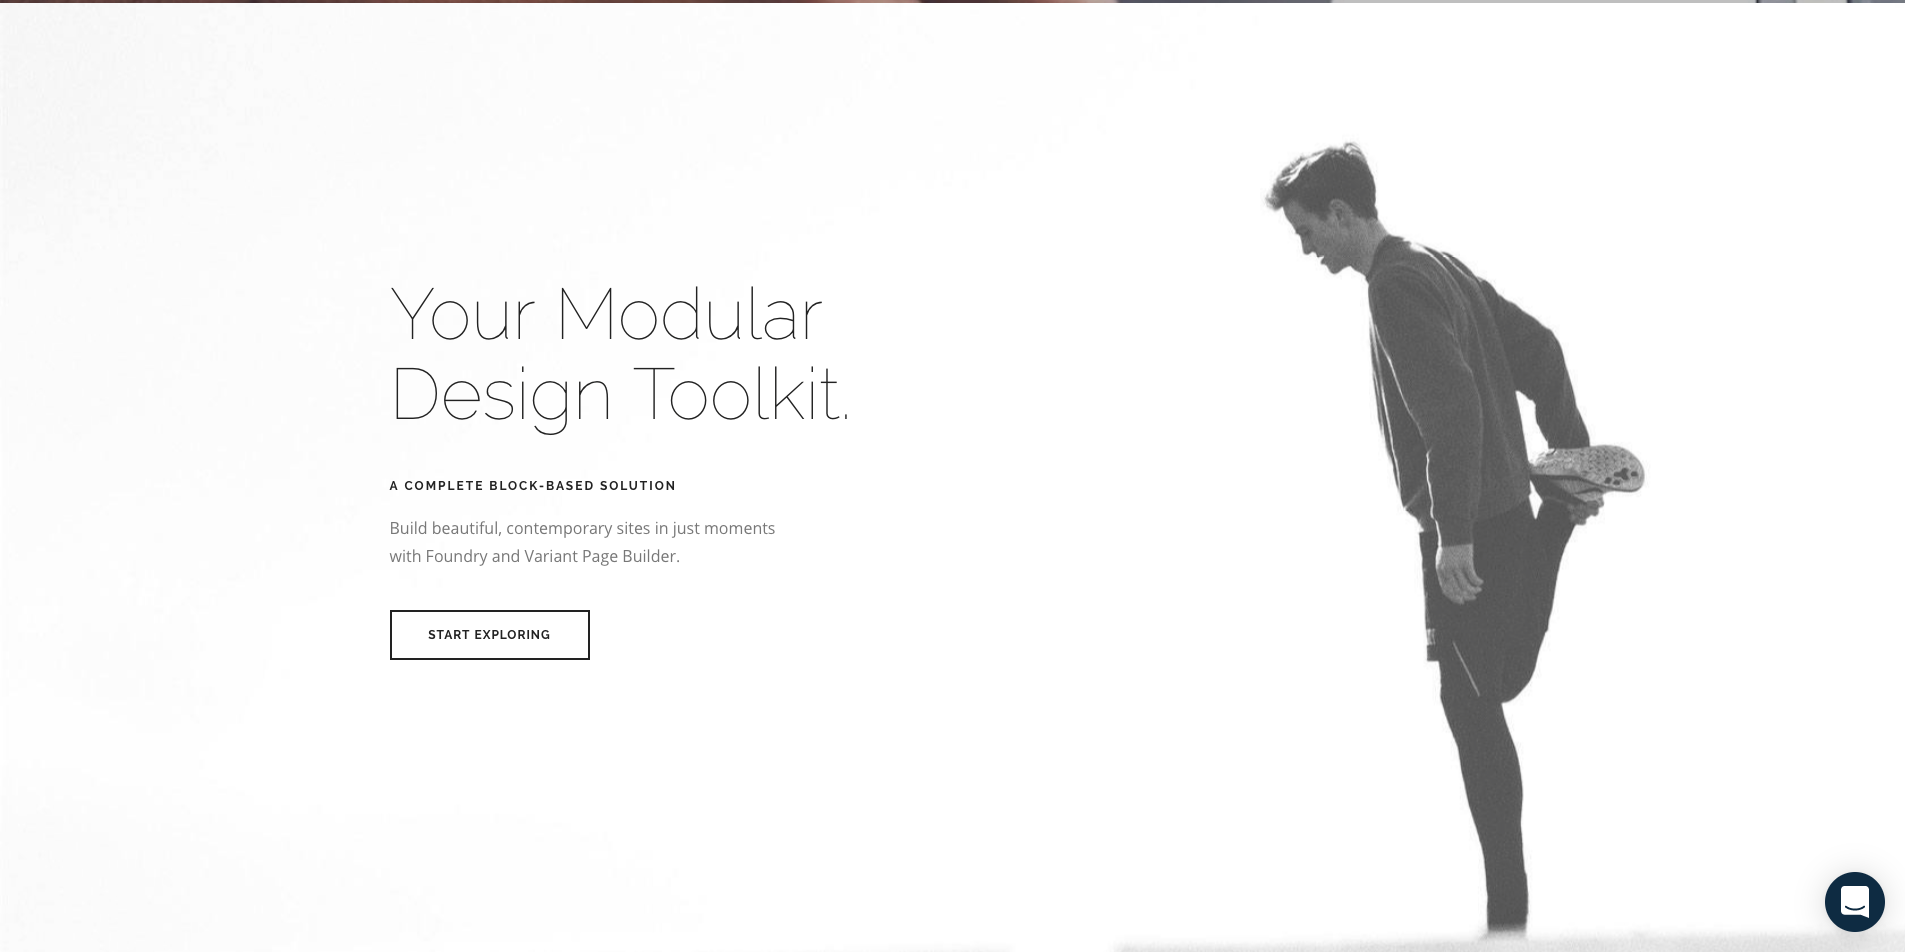 Your Modular
Design Toolkit.
A COMPLETE BLOCK-BASED SOLUTION
Build beautiful, contemporary sites in just moments
with Foundry and Variant Page Builder.
START EXPLORING